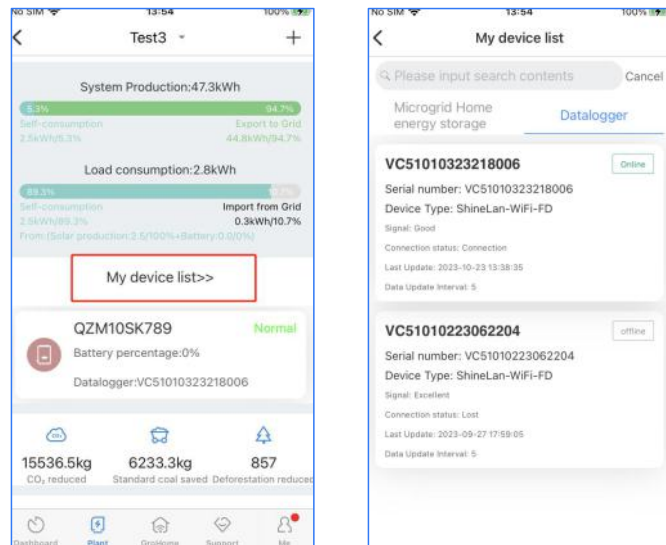 No SIM
13:54
100%
Test3
System Production:47.3kWh
5.3%
94.7%
Self-consumption
Export to Grid
2.5kWh/5.3%
44.8kWh/94.7%
Load consumption:2.8kWh
89.3%
10.7%
Self-consumption
Import from Grid
2.5kWh/89.3%
0.3kWh/10.7%
From:(Solar production:2.5/100%+Battery:0.0/0%)
My device list>>
QZM10SK789
Normal
Battery percentage:0%
Datalogger:VC51010323218006
15536.5kg
6233.3kg
857
CO₂ reduced
Standard coal saved
Deforestation reduced
Dashboard
Plant
GroHome
Support
Me
No SIM
13:54
100%
My device list
Please input search contents
Cancel
Microgrid Home
energy storage
Datalogger
VC51010323218006
Online
Serial number: VC51010323218006
Device Type: ShineLan-WiFi-FD
Signal: Good
Connection status: Connection
Last Update: 2023-10-23 13:38:35
Data Update Interval: 5
VC51010223062204
offline
Serial number: VC51010223062204
Device Type: ShineLan-WiFi-FD
Signal: Excellent
Connection status: Lost
Last Update: 2023-09-27 17:59:05
Data Update Interval: 5